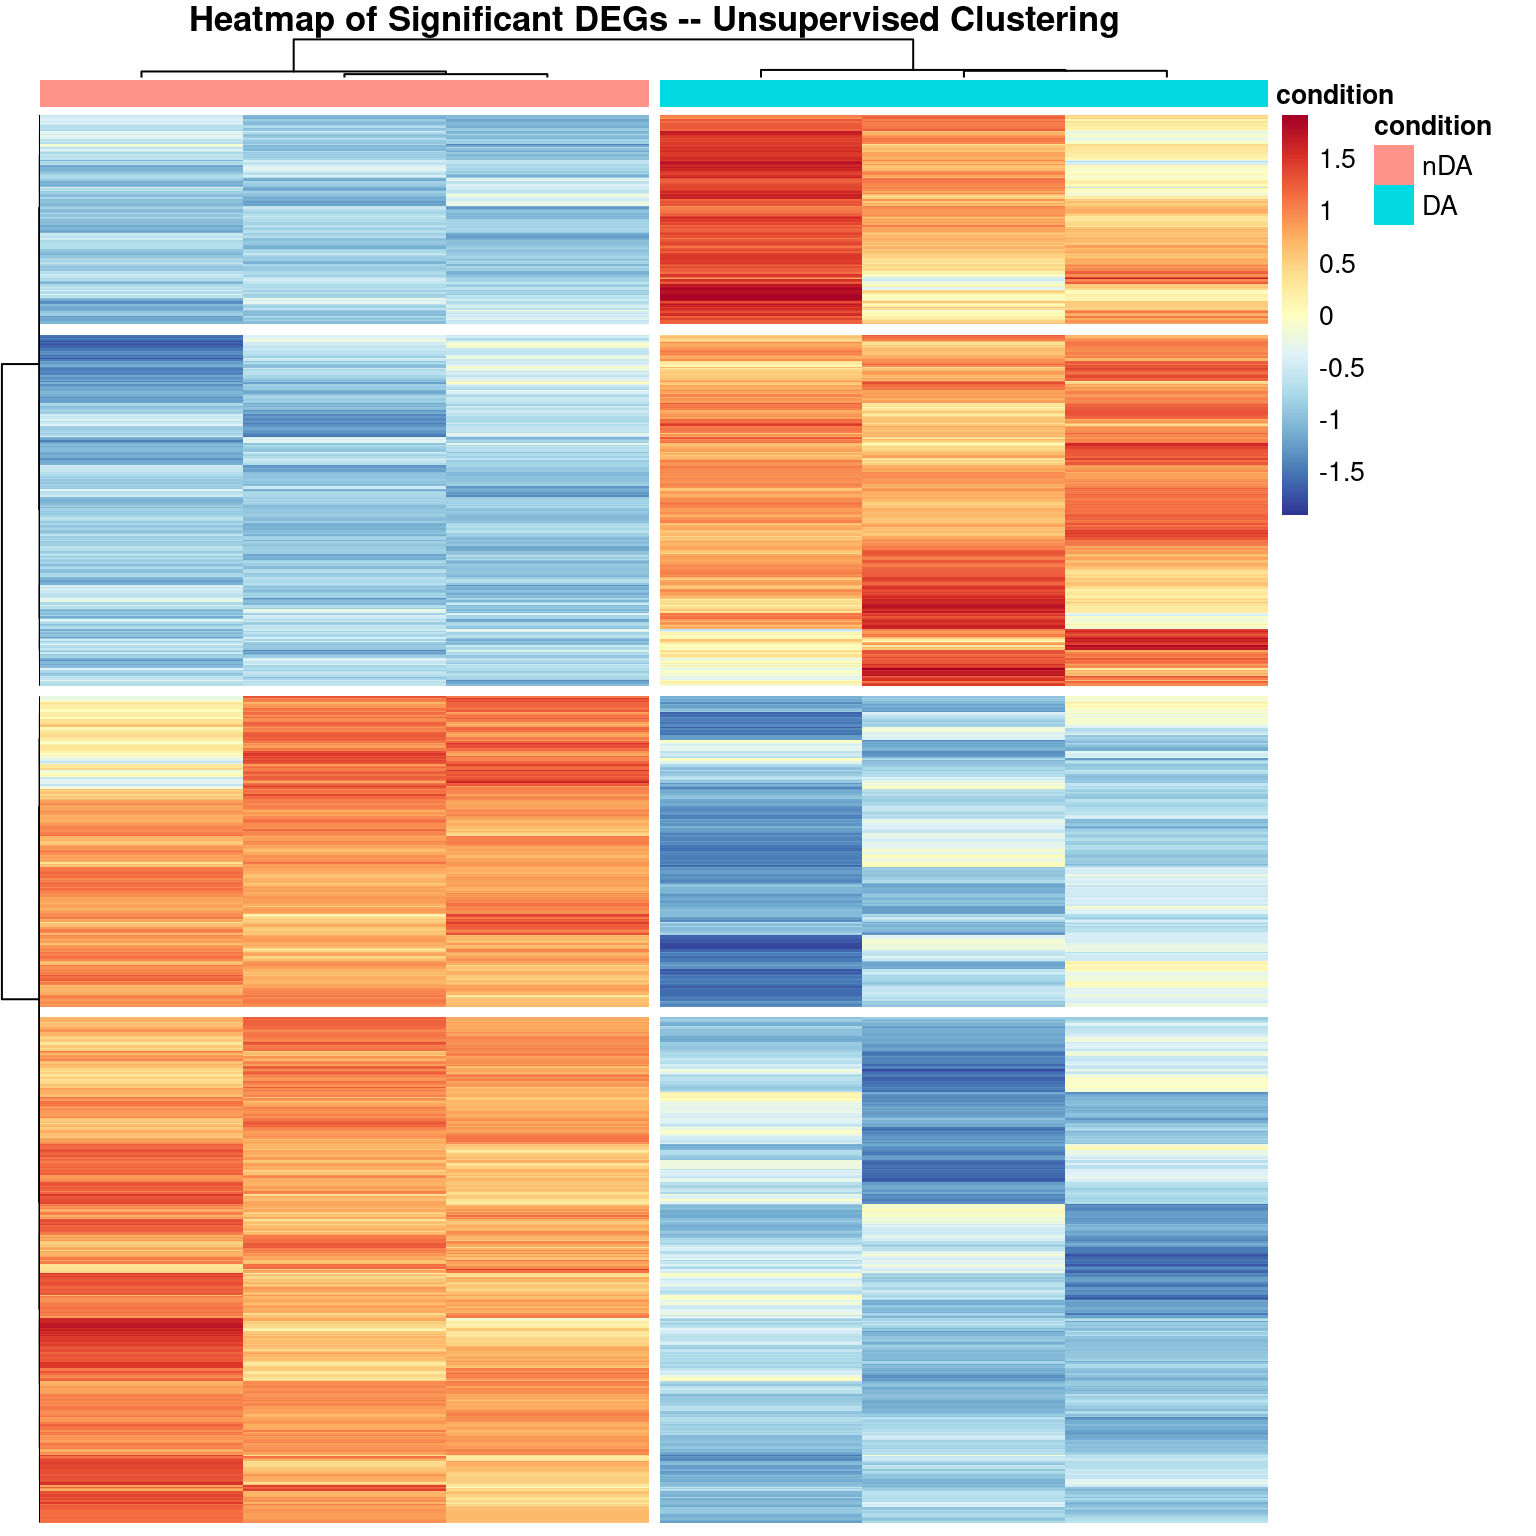 Heatmap of Significant DEGs -- Unsupervised Clustering
condition
condition
nDA
DA
1.5
1
0.5
0
-0.5
-1
-1.5